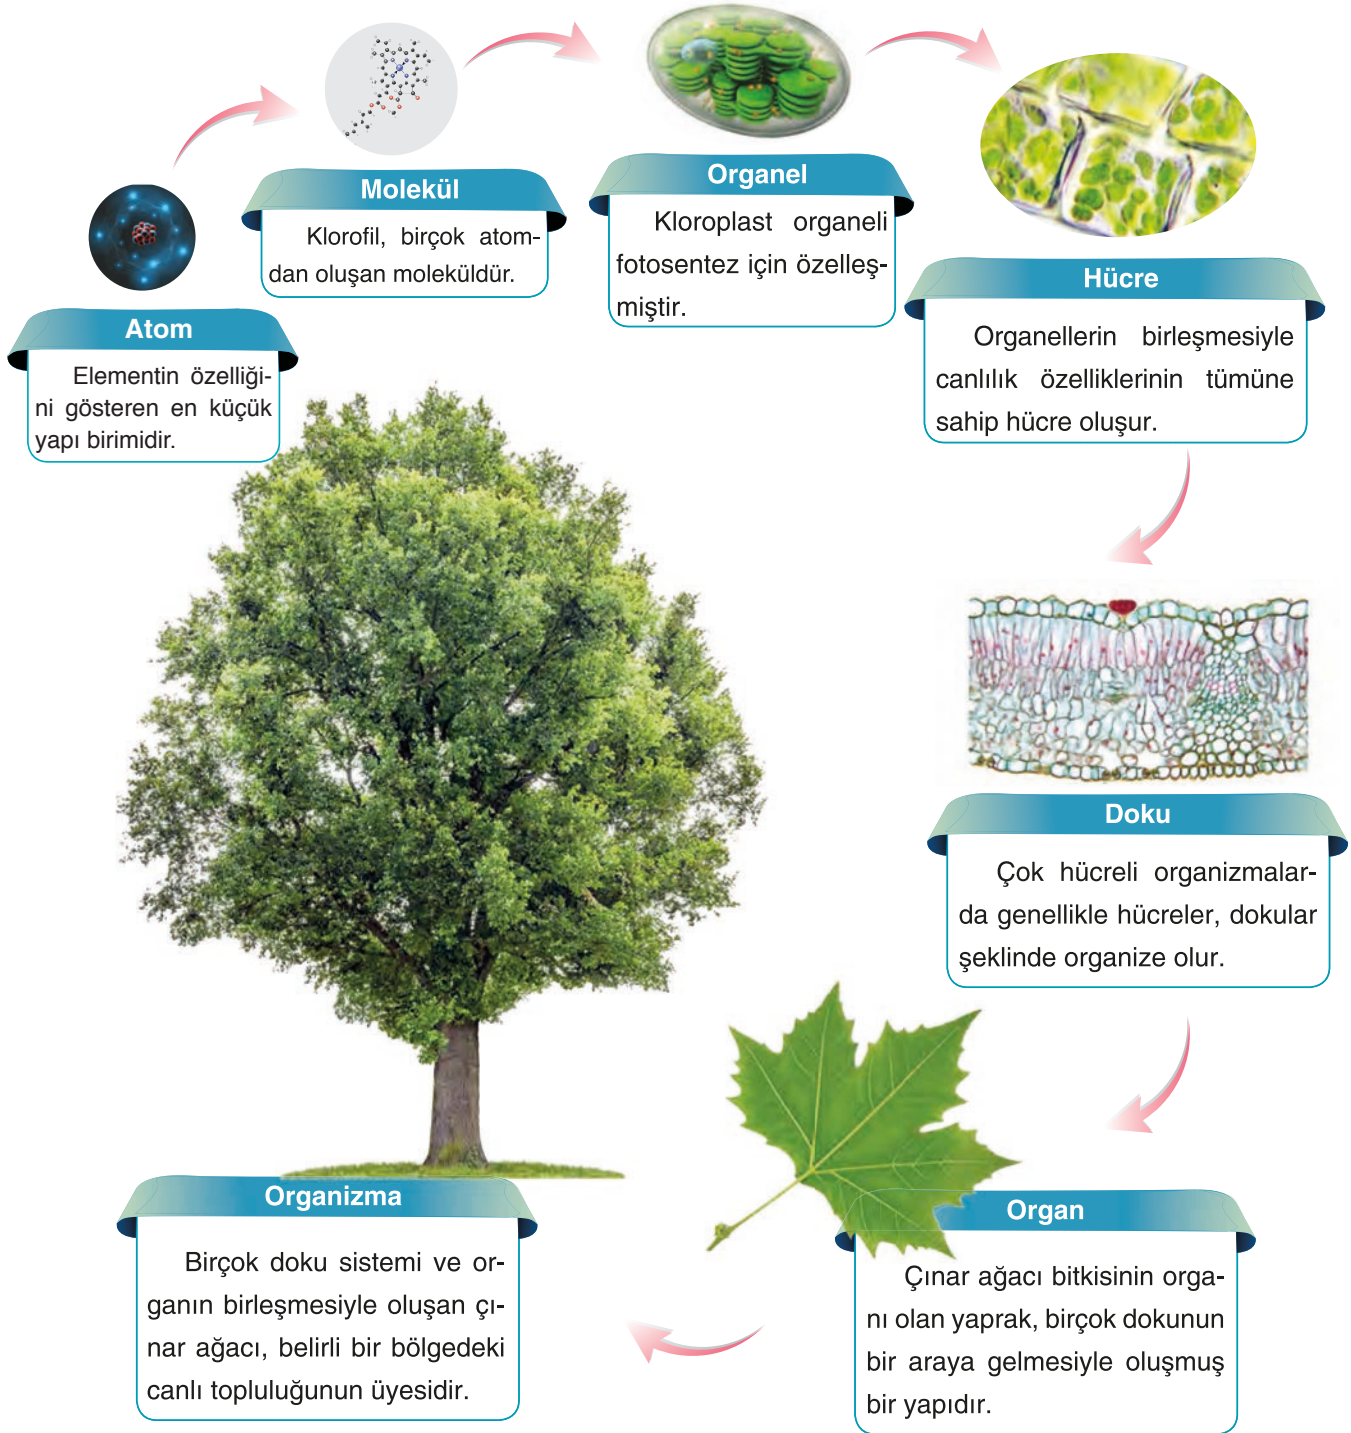 Atom
Elementin özelliği-
ni gösteren en küçük
yapı birimidir.
Molekül
Klorofil, birçok atom-
dan oluşan moleküldür.
Organel
Kloroplast organeli
fotosentez için özelleş-
miştir.
Hücre
Organellerin birleşmesiyle
canlılık özelliklerinin tümüne
sahip hücre oluşur.
Doku
Çok hücreli organizmalar-
da genellikle hücreler, dokular
şeklinde organize olur.
Organ
Çınar ağacı bitkisinin orga-
nı olan yaprak, birçok dokunun
bir araya gelmesiyle oluşmuş
bir yapıdır.
Organizma
Birçok doku sistemi ve or-
ganın birleşmesiyle oluşan çı-
nar ağacı, belirli bir bölgedeki
canlı topluluğunun üyesidir.